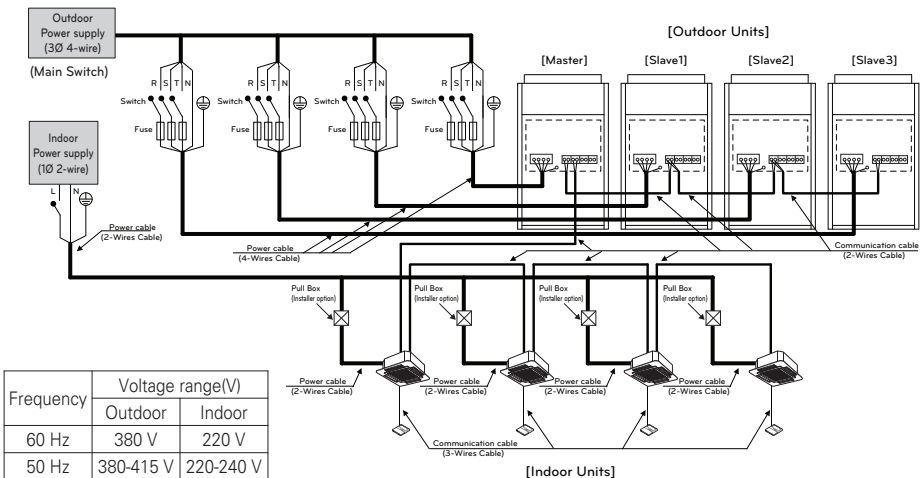 Outdoor
Power supply
(3Ø 4-wire)
(Main Switch)
[Outdoor Units]
[Master]
[Slave1]
[Slave2]
[Slave3]
R S T N
R S T N
R S T N
R S T N
Switch
Switch
Switch
Switch
Fuse
Fuse
Fuse
Fuse
Indoor
Power supply
(1Ø 2-wire)
L N
Power cable
(2-Wires Cable)
Power cable
(4-Wires Cable)
Communication cable
(2-Wires Cable)
Pull Box
(Installer option)
Pull Box
(Installer option)
Pull Box
(Installer option)
Pull Box
(Installer option)
Power cable
(2-Wires Cable)
Power cable
(2-Wires Cable)
Power cable
(2-Wires Cable)
Power cable
(2-Wires Cable)
Communication cable
(3-Wires Cable)
[Indoor Units]
Frequency Voltage range(V)
Outdoor Indoor
60 Hz 380 V 220 V
50 Hz 380-415 V 220-240 V